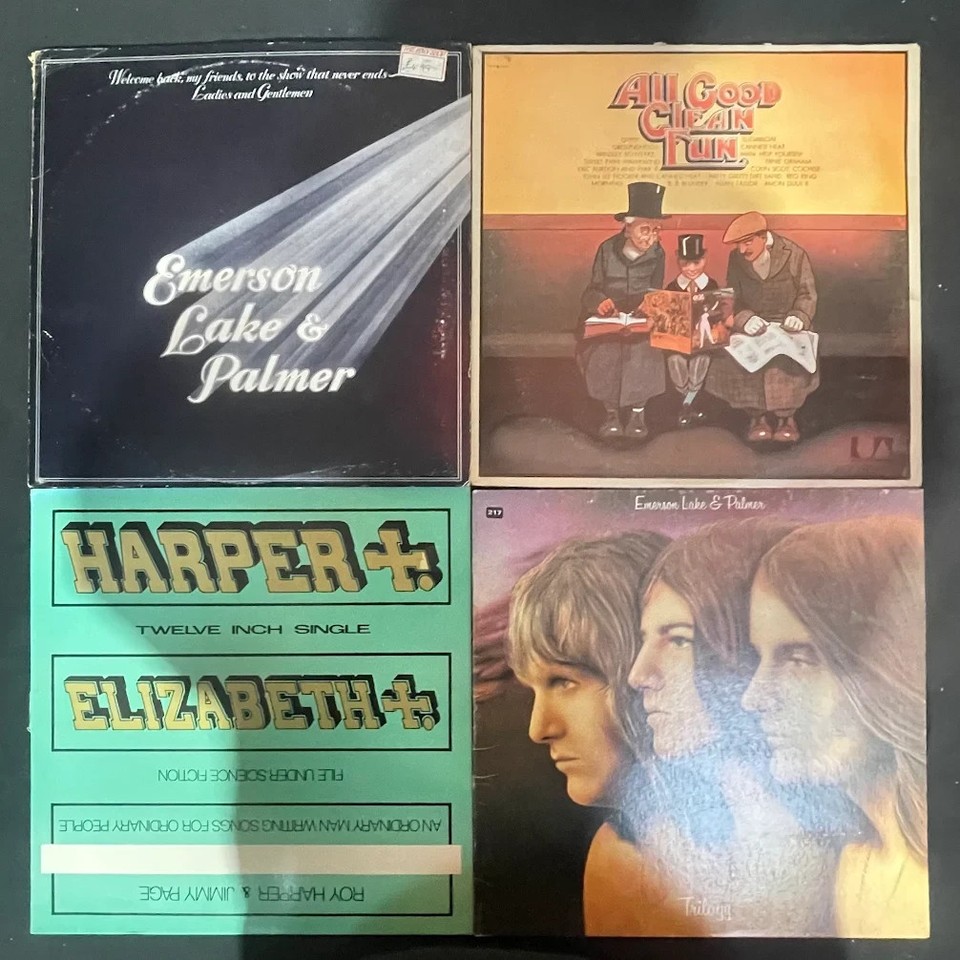 Welcome back, my friends, to the show that never ends
Ladies and Gentlemen
Emerson
Lake &
Palmer
All Good
Clean
Fun
UA
HARPER +.
TWELVE INCH SINGLE
ELIZABETH +.
FILE UNDER SCIENCE FICTION
AN ORDINARY MAN WRITING SONGS FOR ORDINARY PEOPLE
ROY HARPER & JIMMY PAGE
217
Emerson Lake & Palmer
Trilogy